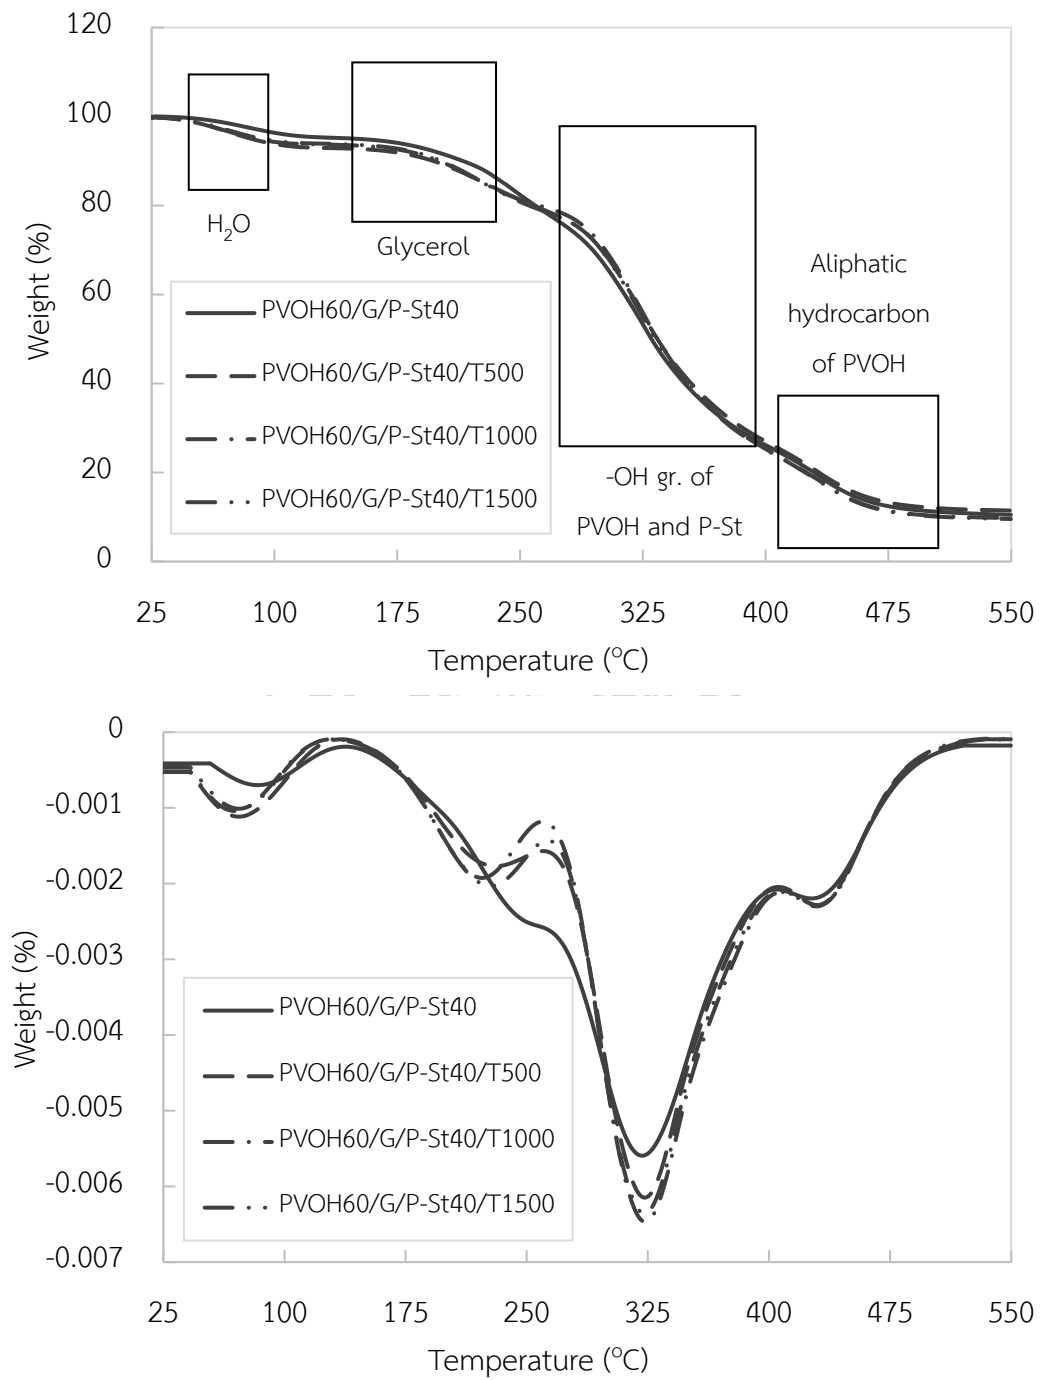 120
100
80
60
40
20
0
Weight (%)
H2O
Glycerol
Aliphatic
hydrocarbon
of PVOH
-OH gr. of
PVOH and P-St
PVOH60/G/P-St40
PVOH60/G/P-St40/T500
PVOH60/G/P-St40/T1000
PVOH60/G/P-St40/T1500
25 100 175 250 325 400 475 550
Temperature (°C)
0
-0.001
-0.002
-0.003
-0.004
-0.005
-0.006
-0.007
Weight (%)
PVOH60/G/P-St40
PVOH60/G/P-St40/T500
PVOH60/G/P-St40/T1000
PVOH60/G/P-St40/T1500
25 100 175 250 325 400 475 550
Temperature (°C)